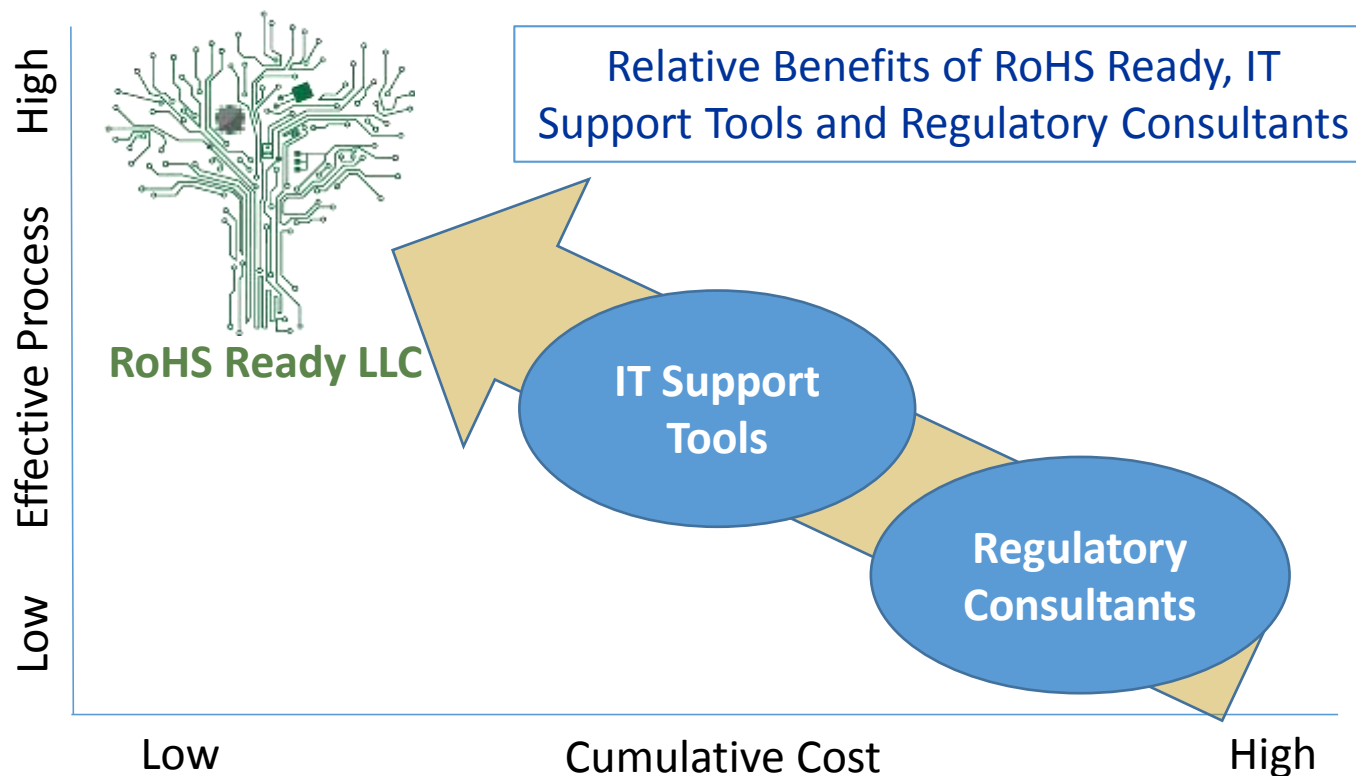 Relative Benefits of RoHS Ready, IT
Support Tools and Regulatory Consultants
High
Effective Process
Low
RoHS Ready LLC
IT Support
Tools
Regulatory
Consultants
Low
Cumulative Cost
High